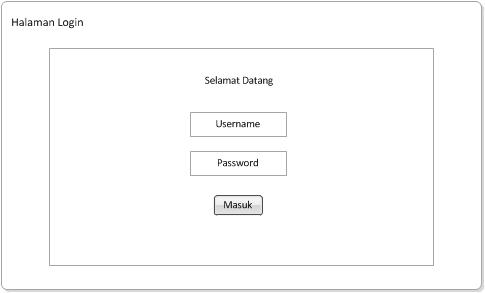 Halaman Login
Selamat Datang
Username
Password
Masuk